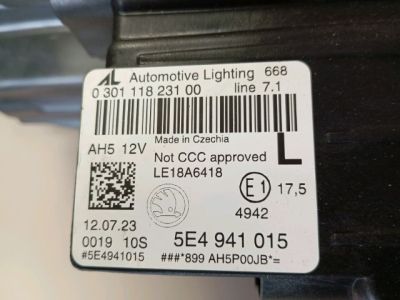 AL Automotive Lighting 668
0 301 118 231 00 line 7.1
Made in Czechia
AH5 12V Not CCC approved L
LE18A6418
E1 17,5
4942
12.07.23
0019 10S 5E4 941 015
#5E4941015 ###*899 AH5P00JB*=